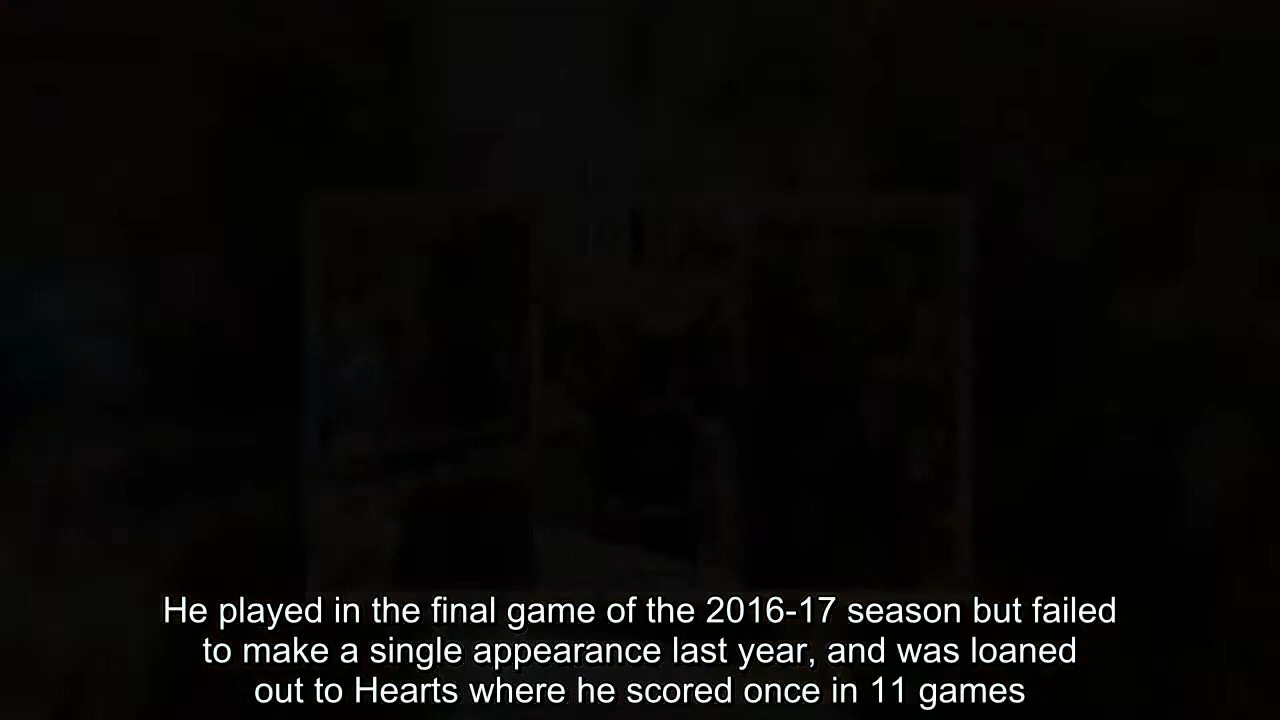 He played in the final game of the 2016-17 season but failed
to make a single appearance last year, and was loaned
out to Hearts where he scored once in 11 games